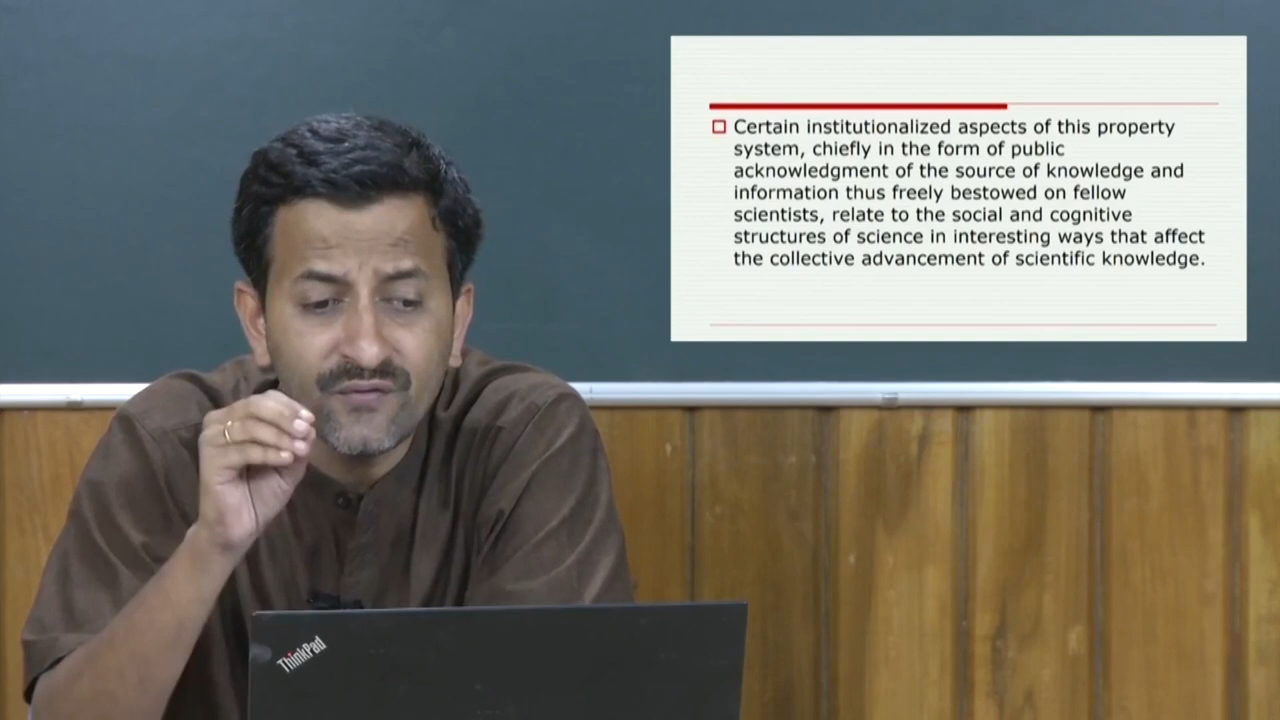 Certain institutionalized aspects of this property
system, chiefly in the form of public
acknowledgment of the source of knowledge and
information thus freely bestowed on fellow
scientists, relate to the social and cognitive
structures of science in interesting ways that affect
the collective advancement of scientific knowledge.
ThinkPad